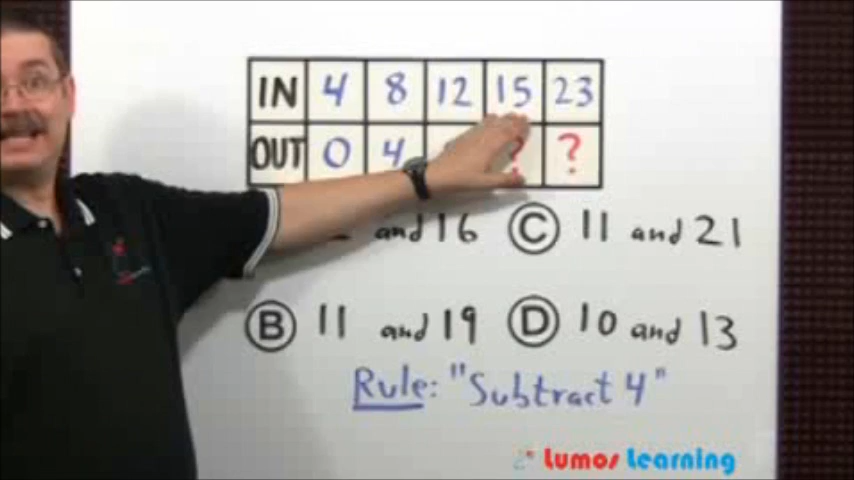 IN 4 8 12 15 23
OUT 0 4 ? ?
and 16 C 11 and 21
B 11 and 19 D 10 and 13
Rule: "Subtract 4"
Lumos Learning